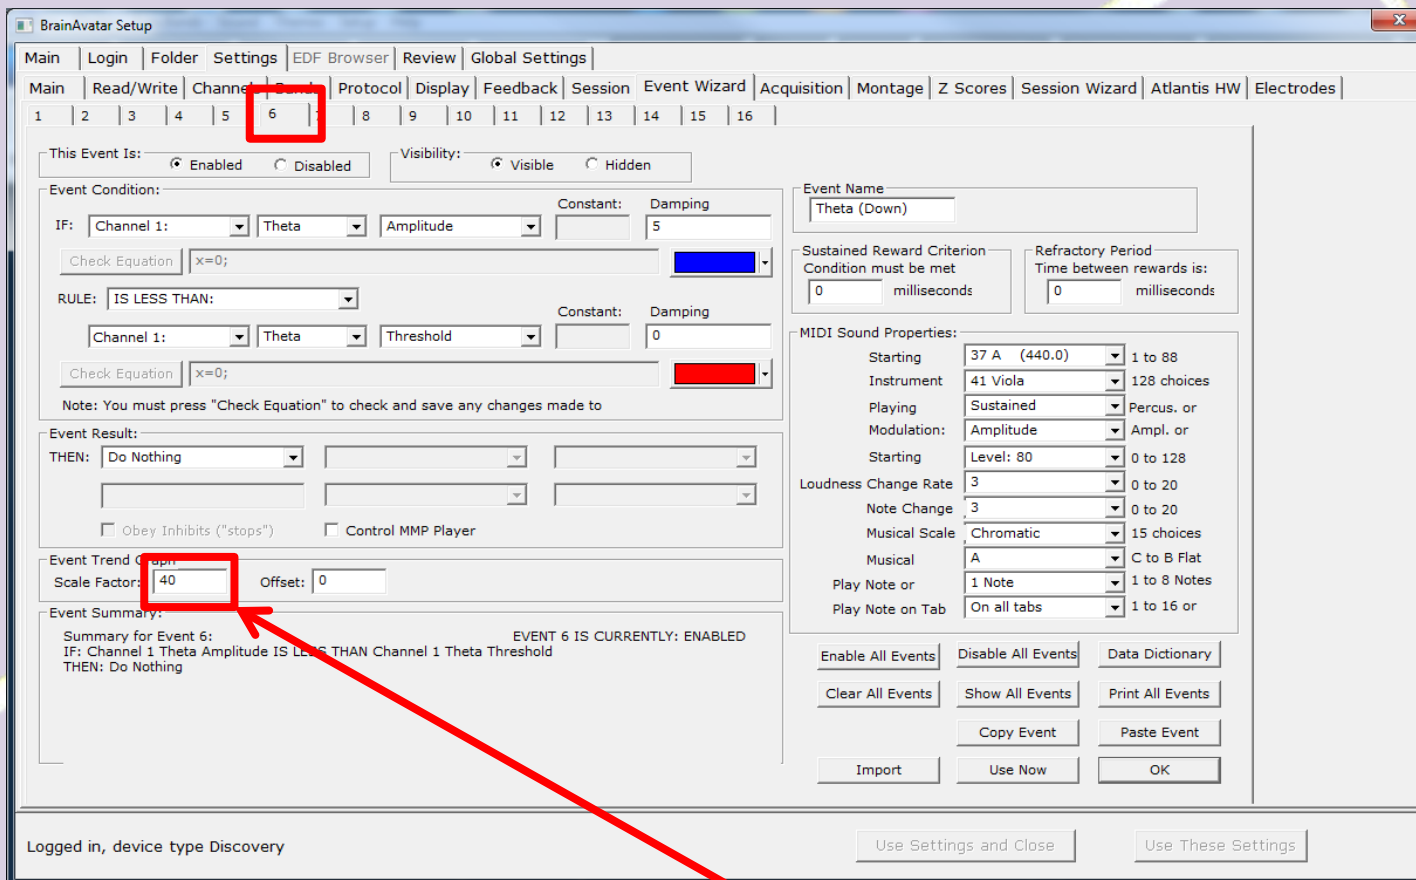 BrainAvatar Setup
x
Main Login Folder Settings EDF Browser Review Global Settings
Main Read/Write Channels Bands Protocol Display Feedback Session Event Wizard Acquisition Montage Z Scores Session Wizard Atlantis HW Electrodes
1 2 3 4 5 6 7 8 9 10 11 12 13 14 15 16
This Event Is: Enabled Disabled
Visibility: Visible Hidden
Event Condition:
Constant: Damping
IF: Channel 1: Theta Amplitude 5
Check Equation x=0;
RULE: IS LESS THAN:
Constant: Damping
Channel 1: Theta Threshold 0
Check Equation x=0;
Note: You must press "Check Equation" to check and save any changes made to
Event Result:
THEN: Do Nothing
Obey Inhibits ("stops") Control MMP Player
Event Trend Graph
Scale Factor: 40 Offset: 0
Event Summary:
Summary for Event 6: EVENT 6 IS CURRENTLY: ENABLED
IF: Channel 1 Theta Amplitude IS LESS THAN Channel 1 Theta Threshold
THEN: Do Nothing
Event Name
Theta (Down)
Sustained Reward Criterion
Condition must be met
0 milliseconds
Refractory Period
Time between rewards is:
0 milliseconds
MIDI Sound Properties:
Starting 37 A (440.0) 1 to 88
Instrument 41 Viola 128 choices
Playing Sustained Percus. or
Modulation: Amplitude Ampl. or
Starting Level: 80 0 to 128
Loudness Change Rate 3 0 to 20
Note Change 3 0 to 20
Musical Scale Chromatic 15 choices
Musical A C to B Flat
Play Note or 1 Note 1 to 8 Notes
Play Note on Tab On all tabs 1 to 16 or
Enable All Events Disable All Events Data Dictionary
Clear All Events Show All Events Print All Events
Copy Event Paste Event
Import Use Now OK
Logged in, device type Discovery
Use Settings and Close Use These Settings